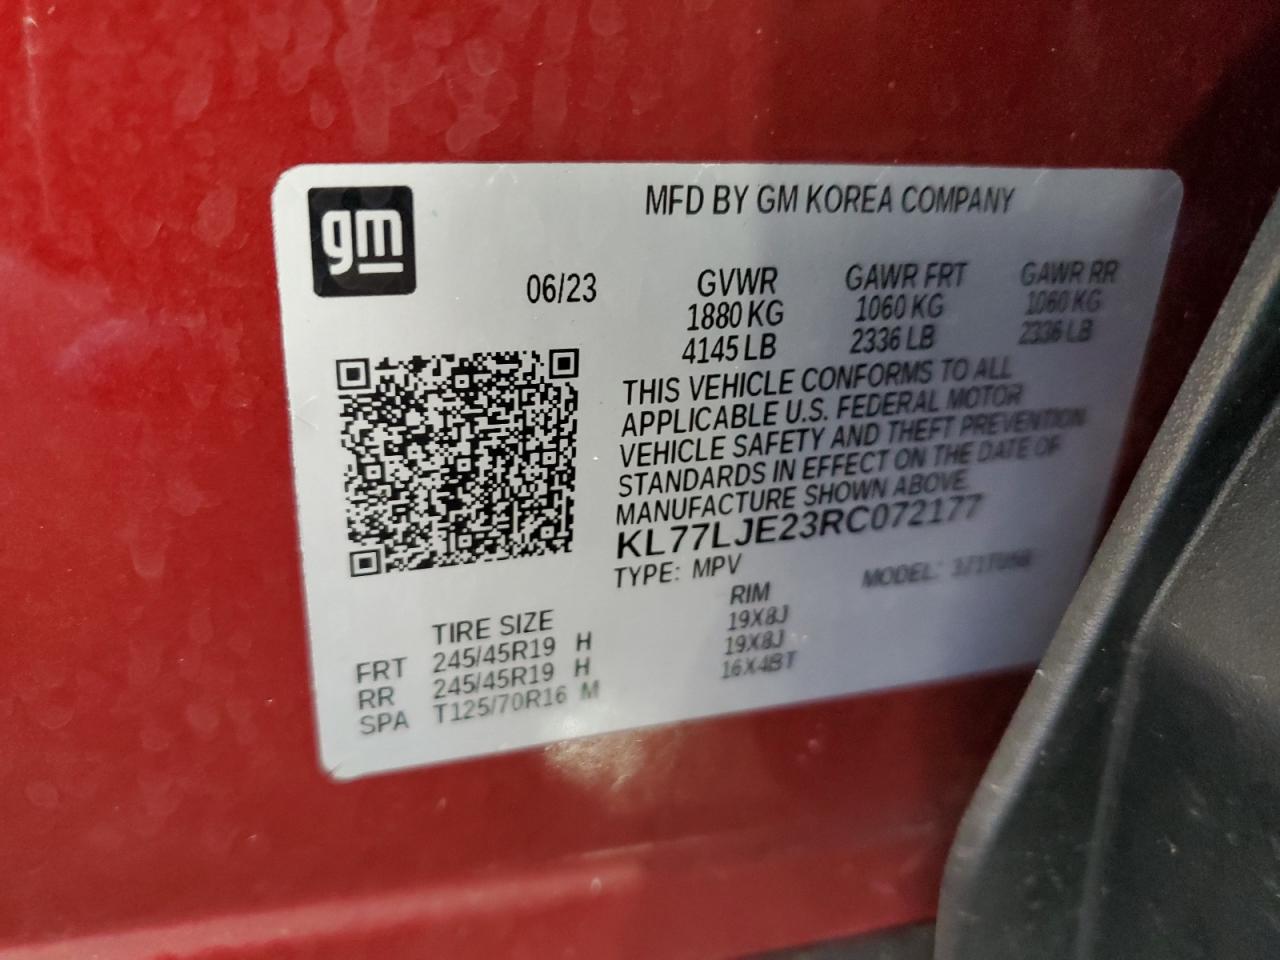 gm
MFD BY GM KOREA COMPANY
06/23 GVWR GAWR FRT GAWR RR
1880 KG 1060 KG 1060 KG
4145 LB 2336 LB 2336 LB
THIS VEHICLE CONFORMS TO ALL
APPLICABLE U.S. FEDERAL MOTOR
VEHICLE SAFETY AND THEFT PREVENTION
STANDARDS IN EFFECT ON THE DATE OF
MANUFACTURE SHOWN ABOVE.
KL77LJE23RC072177
TYPE: MPV MODEL:
TIRE SIZE RIM
FRT 245/45R19 H 19X8J
RR 245/45R19 H 19X8J
SPA T125/70R16 M 16X4BT